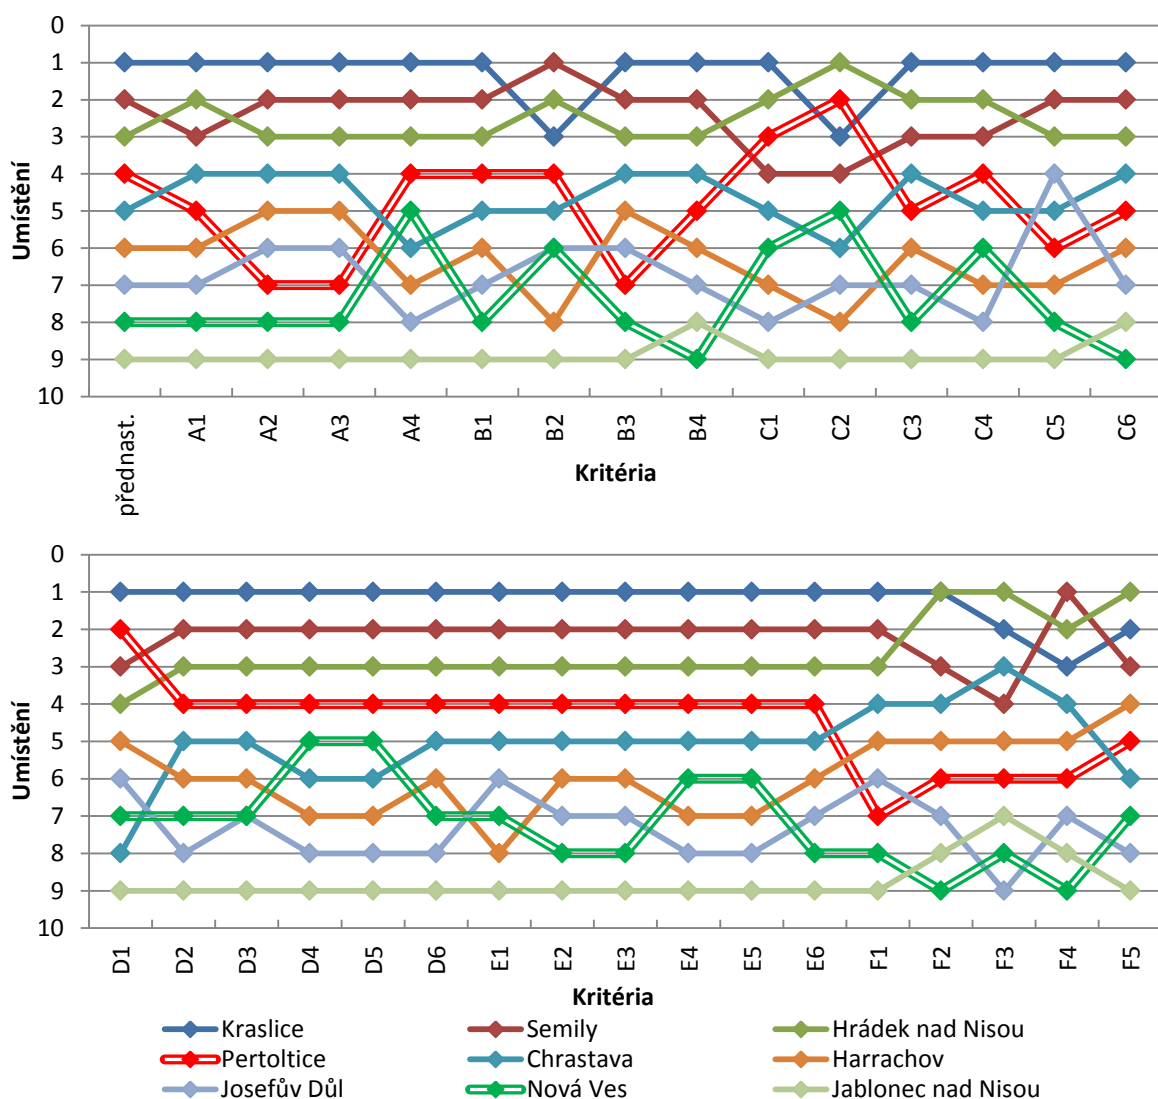 0
1
2
3
4
5
6
7
8
9
10
Umístění
přednast. A1 A2 A3 A4 B1 B2 B3 B4 C1 C2 C3 C4 C5 C6
Kritéria
0
1
2
3
4
5
6
7
8
9
10
Umístění
D1 D2 D3 D4 D5 D6 E1 E2 E3 E4 E5 E6 F1 F2 F3 F4 F5
Kritéria
Kraslice Semily Hrádek nad Nisou
Pertoltice Chrastava Harrachov
Josefův Důl Nová Ves Jablonec nad Nisou